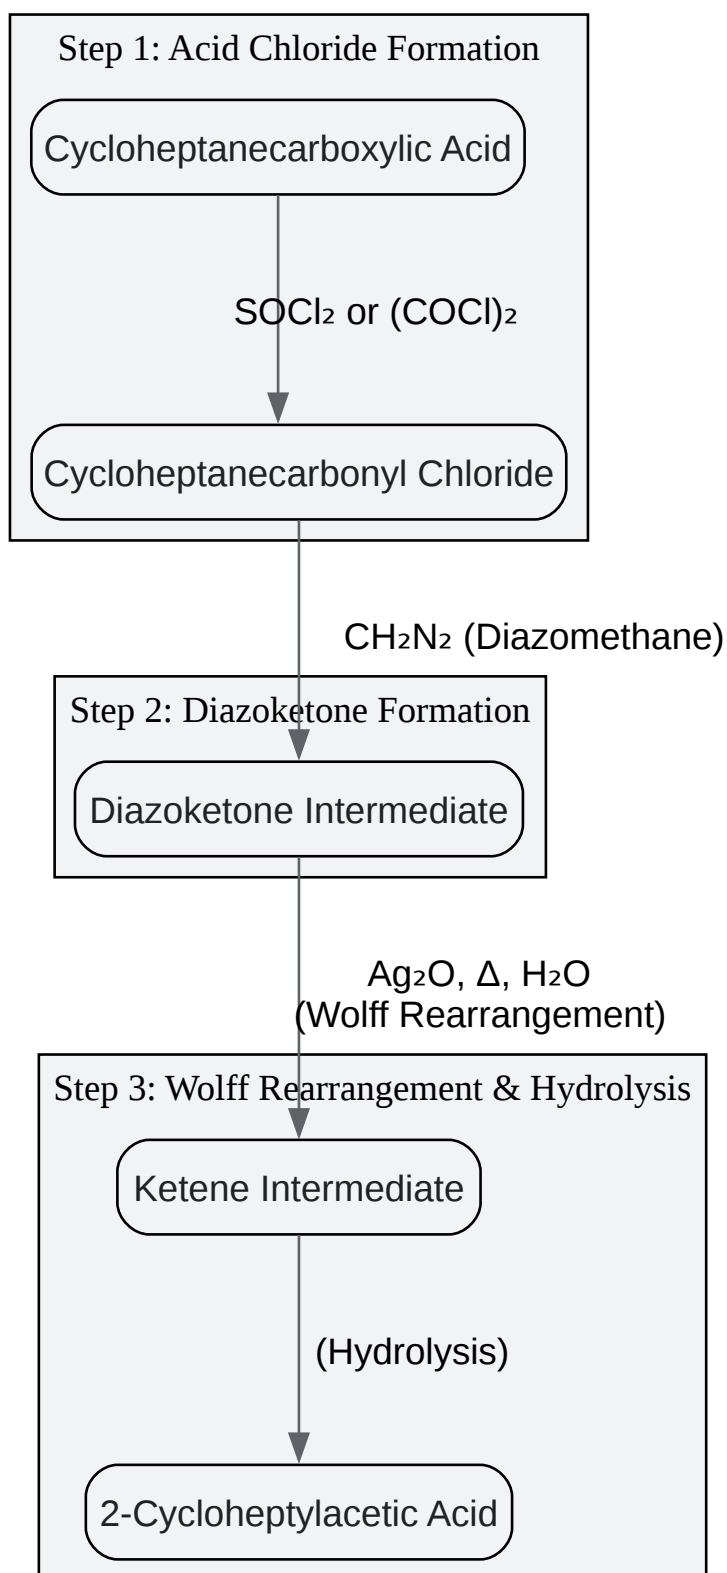 Step 1: Acid Chloride Formation
Cycloheptanecarboxylic Acid
SOCl₂ or (COCl)₂
Cycloheptanecarbonyl Chloride
CH₂N₂ (Diazomethane)
Step 2: Diazoketone Formation
Diazoketone Intermediate
Ag₂O, Δ, H₂O
(Wolff Rearrangement)
Step 3: Wolff Rearrangement & Hydrolysis
Ketene Intermediate
(Hydrolysis)
2-Cycloheptylacetic Acid